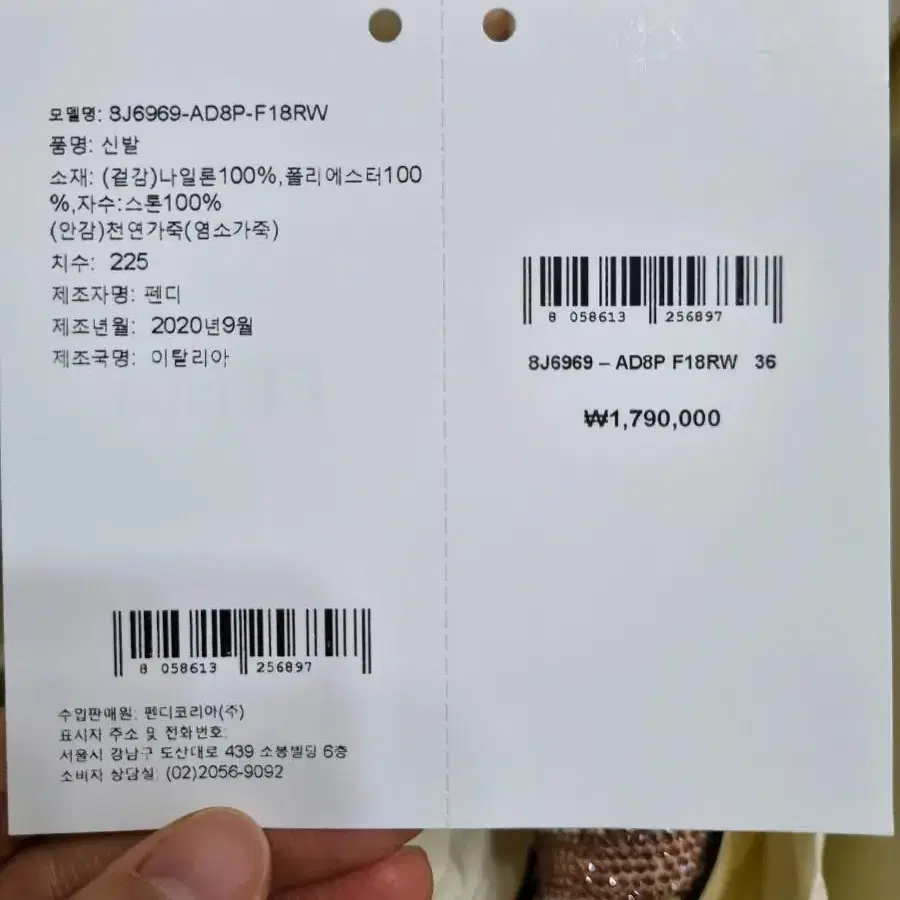 모델명: 8J6969-AD8P-F18RW
품명: 신발
소재: (겉감)나일론100%,폴리에스터100
%,자수:스톤100%
(안감)천연가죽(염소가죽)
치수: 225
제조자명: 펜디
제조년월: 2020년9월
제조국명: 이탈리아
8 058613 256897
수입판매원: 펜디코리아(주)
표시자 주소 및 전화번호:
서울시 강남구 도산대로 439 소봉빌딩 6층
소비자 상담실: (02)2056-9092
8 058613 256897
8J6969 – AD8P F18RW 36
₩1,790,000